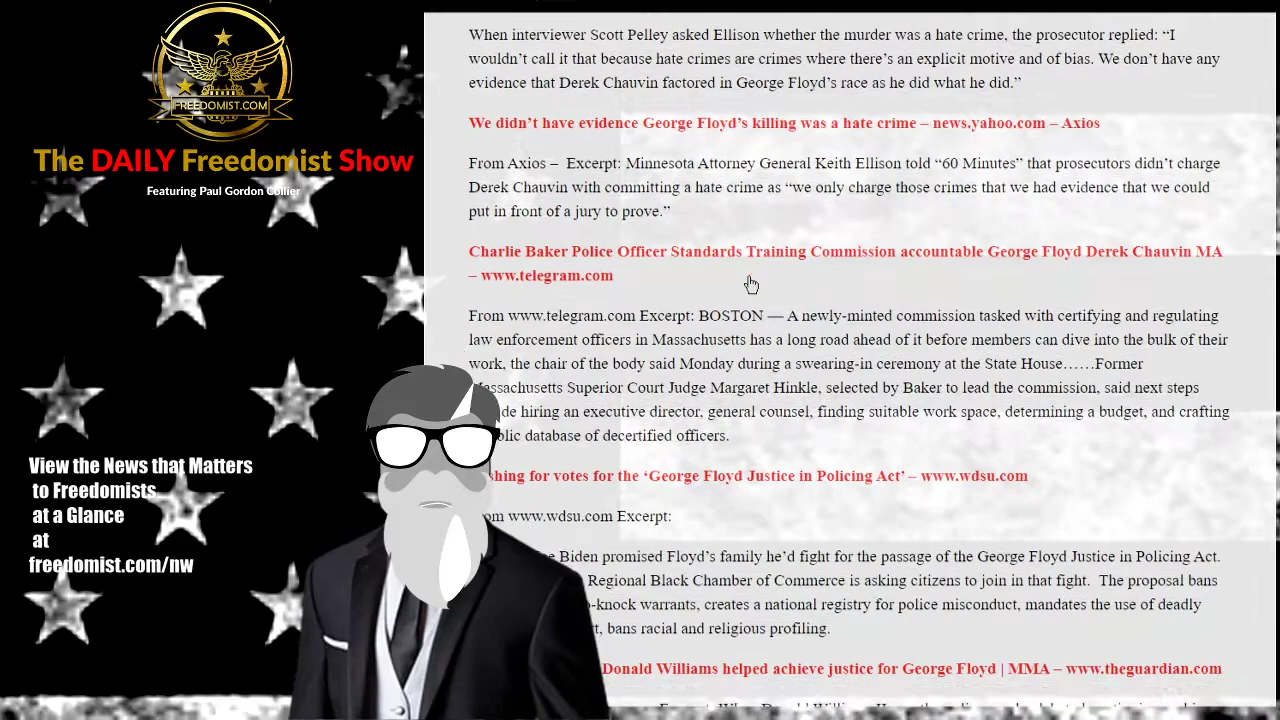 FREEDOMIST.COM
The DAILY Freedomist Show
Featuring Paul Gordon Collier
View the News that Matters
to Freedomists
at a Glance
at
freedomist.com/nw
When interviewer Scott Pelley asked Ellison whether the murder was a hate crime, the prosecutor replied: “I
wouldn’t call it that because hate crimes are crimes where there’s an explicit motive and of bias. We don’t have any
evidence that Derek Chauvin factored in George Floyd’s race as he did what he did.”
We didn’t have evidence George Floyd’s killing was a hate crime – news.yahoo.com – Axios
From Axios – Excerpt: Minnesota Attorney General Keith Ellison told “60 Minutes” that prosecutors didn’t charge
Derek Chauvin with committing a hate crime as “we only charge those crimes that we had evidence that we could
put in front of a jury to prove.”
Charlie Baker Police Officer Standards Training Commission accountable George Floyd Derek Chauvin MA
– www.telegram.com
From www.telegram.com Excerpt: BOSTON — A newly-minted commission tasked with certifying and regulating
law enforcement officers in Massachusetts has a long road ahead of it before members can dive into the bulk of their
work, the chair of the body said Monday during a swearing-in ceremony at the State House……Former
Massachusetts Superior Court Judge Margaret Hinkle, selected by Baker to lead the commission, said next steps
de hiring an executive director, general counsel, finding suitable work space, determining a budget, and crafting
blic database of decertified officers.
shing for votes for the ‘George Floyd Justice in Policing Act’ – www.wdsu.com
om www.wdsu.com Excerpt:
Biden promised Floyd’s family he’d fight for the passage of the George Floyd Justice in Policing Act.
Regional Black Chamber of Commerce is asking citizens to join in that fight. The proposal bans
o-knock warrants, creates a national registry for police misconduct, mandates the use of deadly
bans racial and religious profiling.
Donald Williams helped achieve justice for George Floyd | MMA – www.theguardian.com